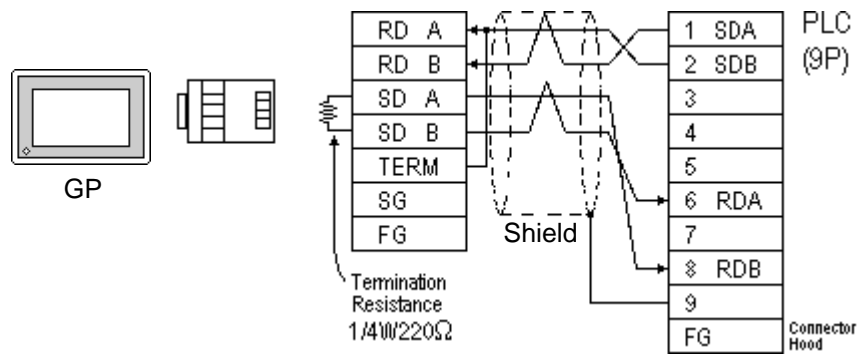 GP
RD A
RD B
SD A
SD B
TERM
SG
FG
Termination
Resistance
1/4W220Ω
Shield
1 SDA
2 SDB
3
4
5
6 RDA
7
8 RDB
9
FG
PLC
(9P)
Connector
Hood